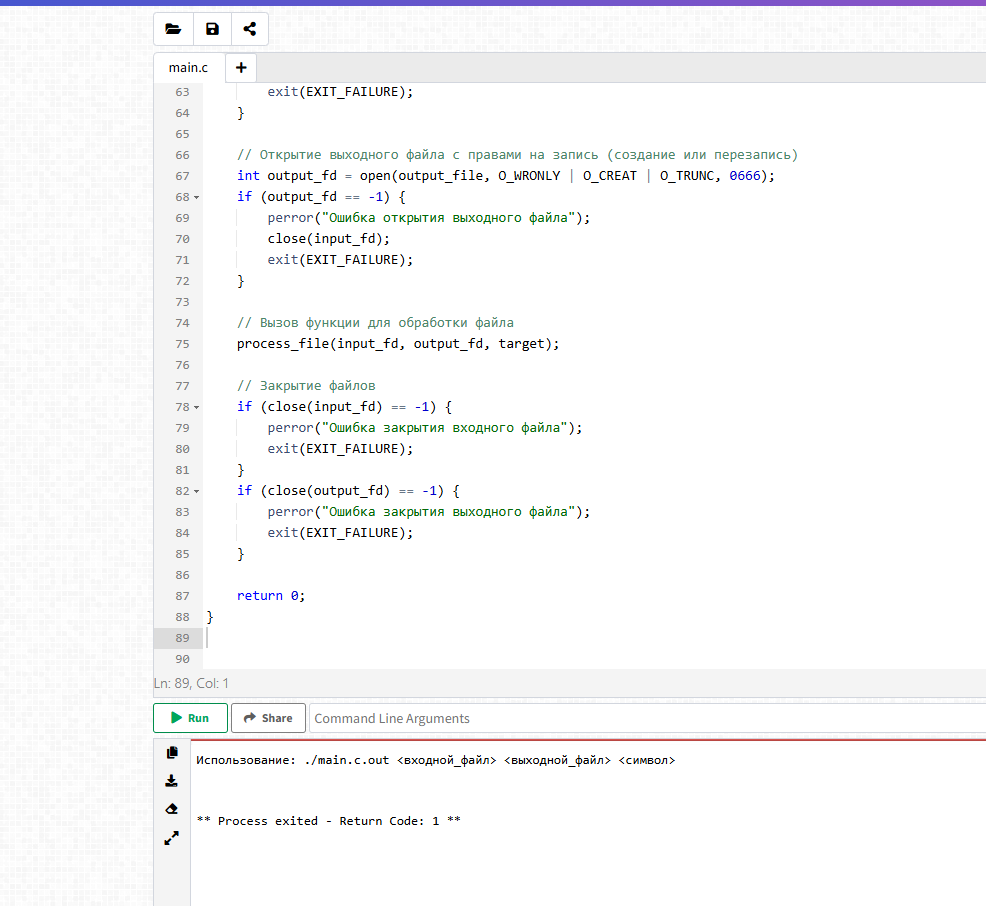 main.c
63 exit(EXIT_FAILURE);
64 }
65
66 // Открытие выходного файла с правами на запись (создание или перезапись)
67 int output_fd = open(output_file, O_WRONLY | O_CREAT | O_TRUNC, 0666);
68 if (output_fd == -1) {
69 perror("Ошибка открытия выходного файла");
70 close(input_fd);
71 exit(EXIT_FAILURE);
72 }
73
74 // Вызов функции для обработки файла
75 process_file(input_fd, output_fd, target);
76
77 // Закрытие файлов
78 if (close(input_fd) == -1) {
79 perror("Ошибка закрытия входного файла");
80 exit(EXIT_FAILURE);
81 }
82 if (close(output_fd) == -1) {
83 perror("Ошибка закрытия выходного файла");
84 exit(EXIT_FAILURE);
85 }
86
87 return 0;
88 }
89
90
Ln: 89, Col: 1
Run Share Command Line Arguments
Использование: ./main.c.out <входной_файл> <выходной_файл> <символ>
** Process exited - Return Code: 1 **